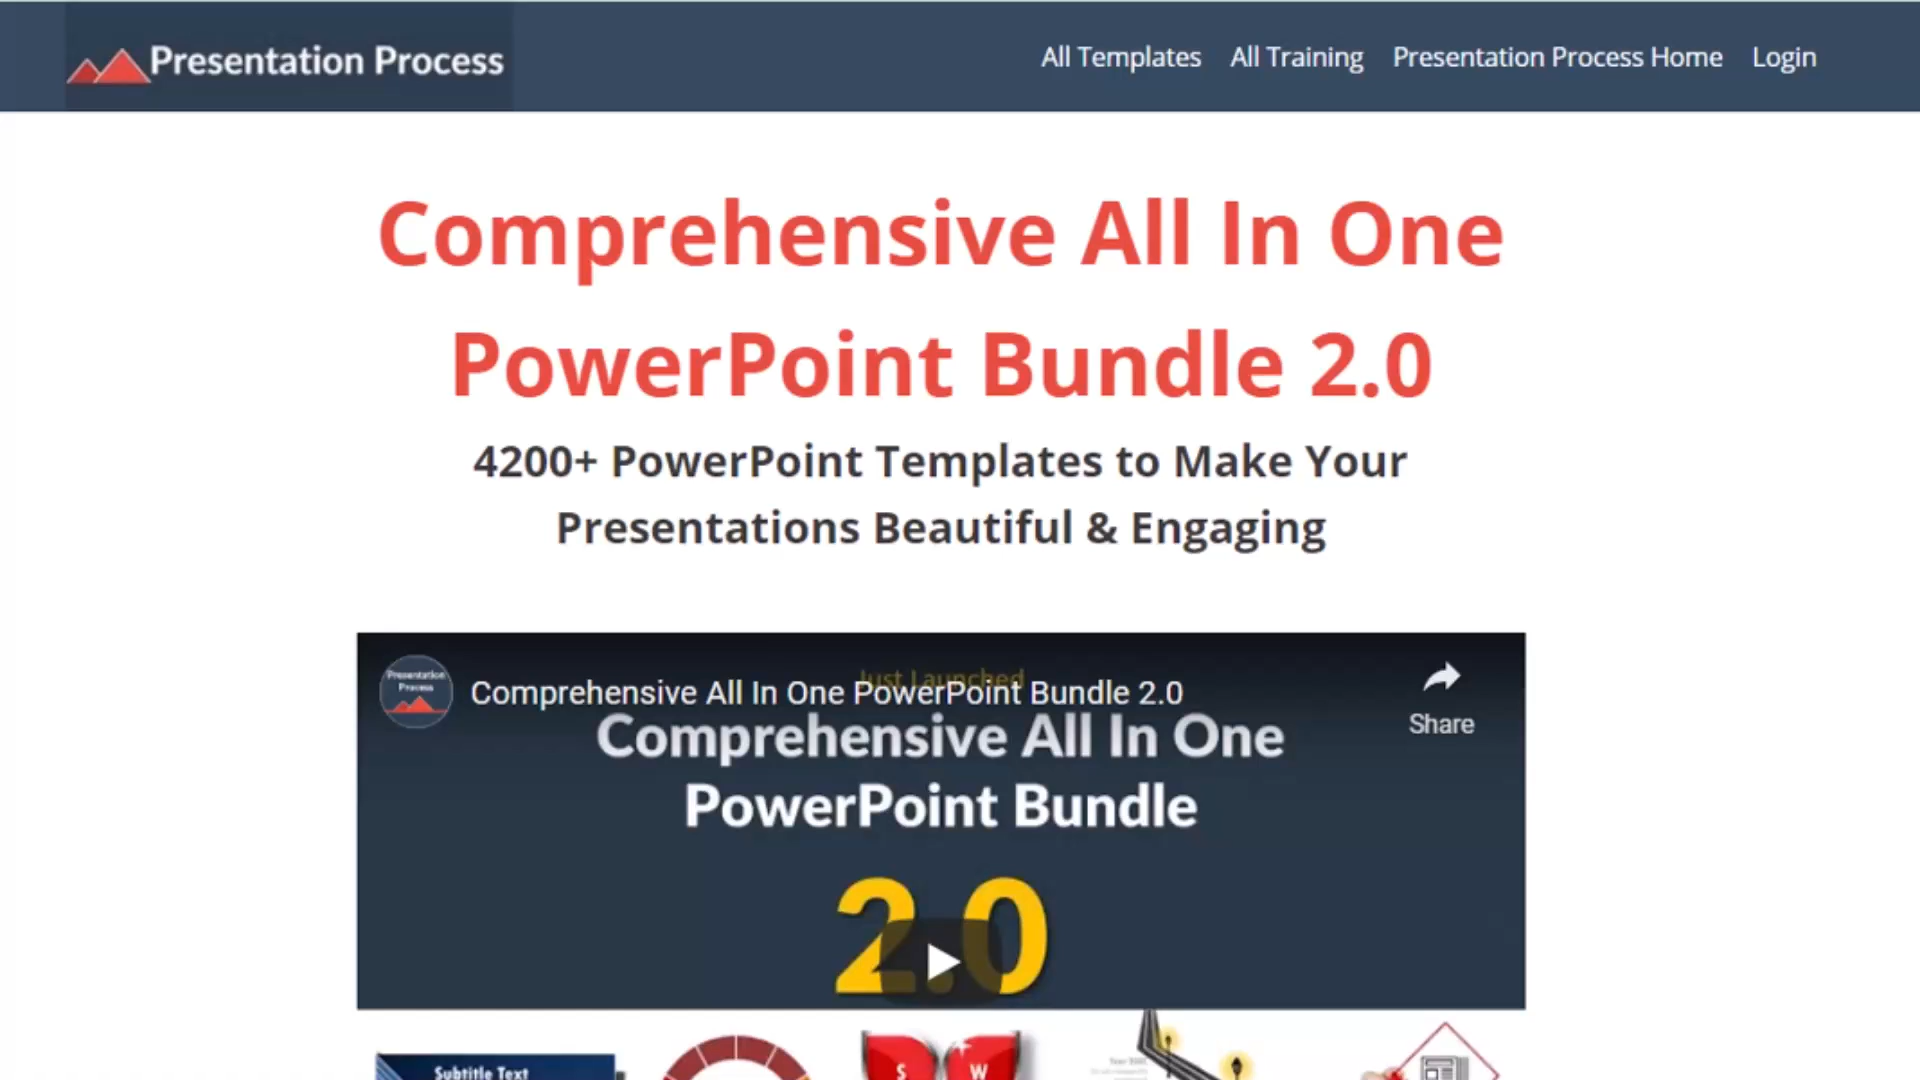 Presentation Process
All Templates All Training Presentation Process Home Login
Comprehensive All In One
PowerPoint Bundle 2.0
4200+ PowerPoint Templates to Make Your
Presentations Beautiful & Engaging
Presentation
Process
Just Launched
Comprehensive All In One PowerPoint Bundle 2.0
Share
Comprehensive All In One
PowerPoint Bundle
2.0
Subtitle Text
S W